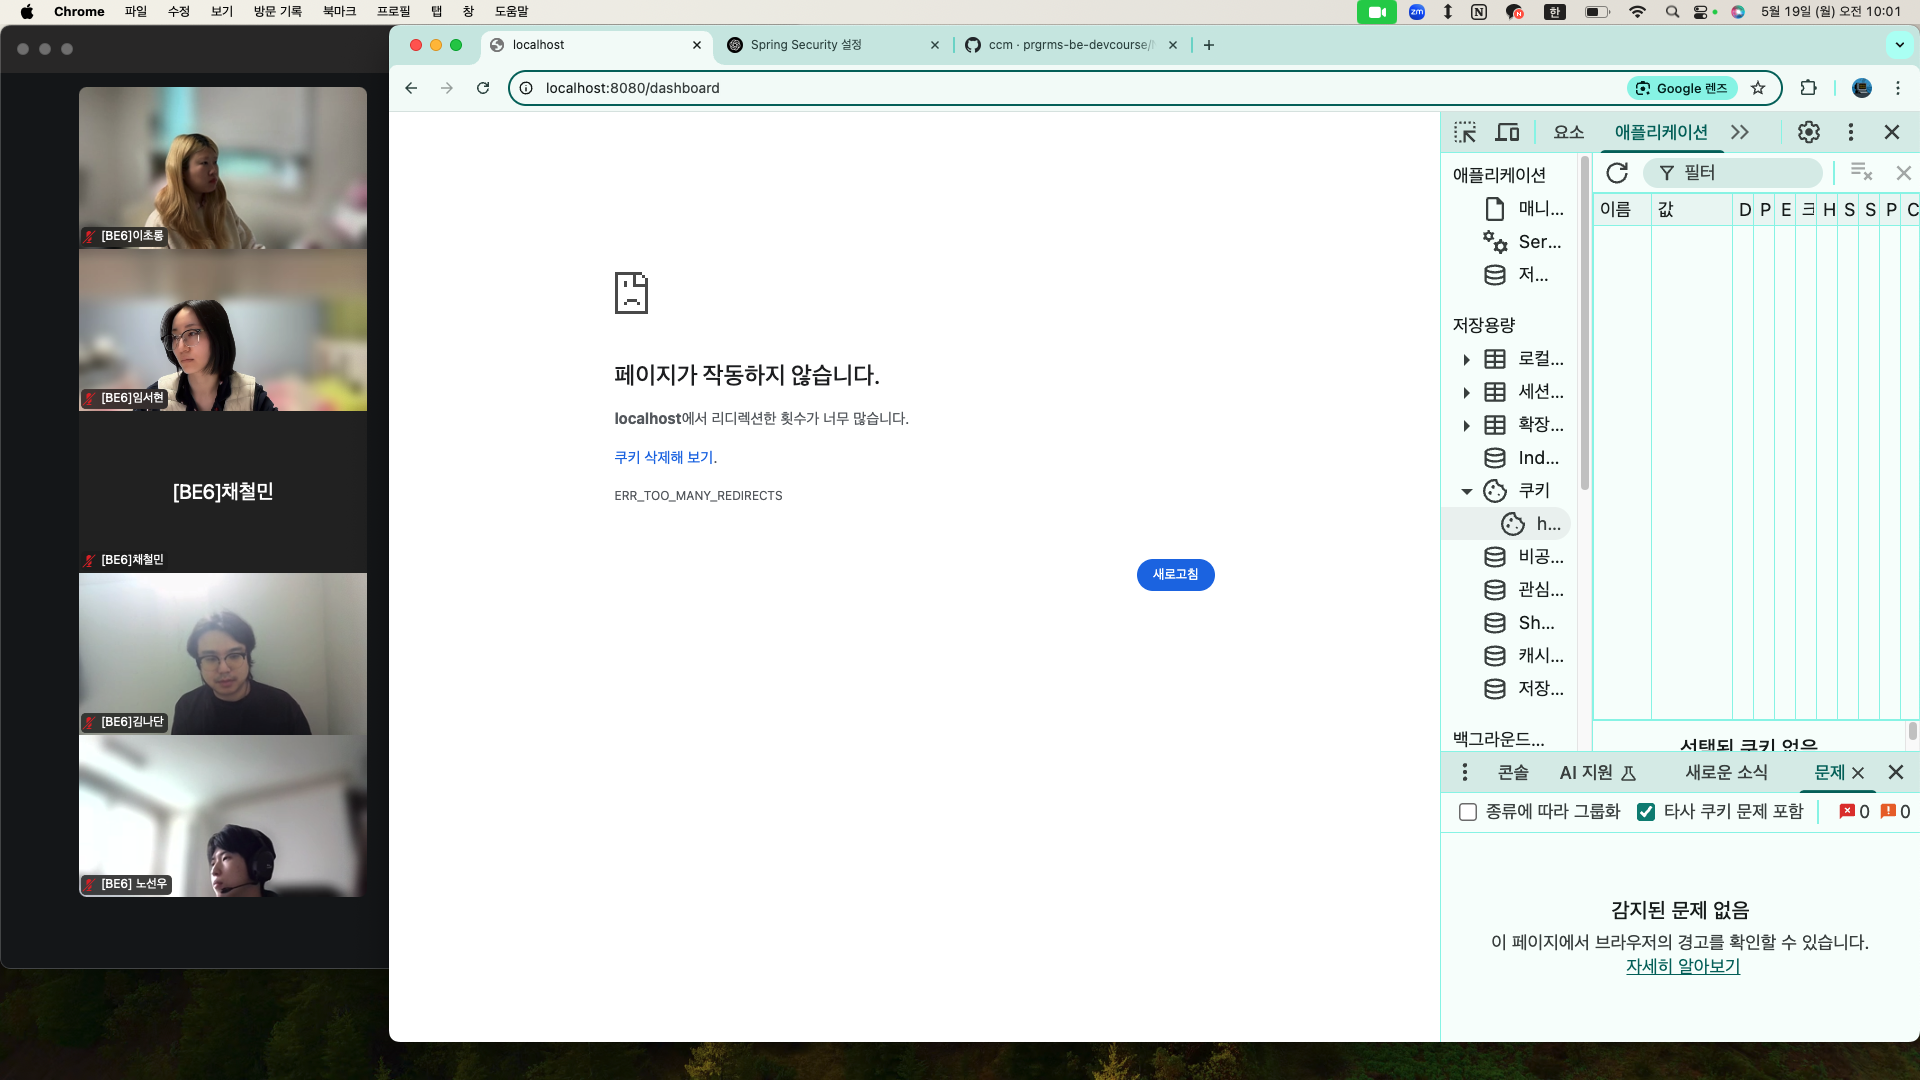 Chrome 파일 수정 보기 방문 기록 북마크 프로필 탭 창 도움말
zm N 한 5월 19일 (월) 오전 10:01
[BE6]이초롱
[BE6]임서현
[BE6]채철민
[BE6]채철민
[BE6]김나단
[BE6] 노선우
localhost
Spring Security 설정
ccm · prgrms-be-devcourse/
localhost:8080/dashboard
Google 렌즈
페이지가 작동하지 않습니다.
localhost에서 리디렉션한 횟수가 너무 많습니다.
쿠키 삭제해 보기.
ERR_TOO_MANY_REDIRECTS
새로고침
요소 애플리케이션
애플리케이션
매니...
Ser...
저...
저장용량
로컬...
세션...
확장...
Ind...
쿠키
h...
비공...
관심...
Sh...
캐시...
저장...
백그라운드...
필터
이름 값 D P E 크 H S S P C
선택된 쿠키 없음
콘솔 AI 지원 새로운 소식 문제
종류에 따라 그룹화 타사 쿠키 문제 포함 0 0
감지된 문제 없음
이 페이지에서 브라우저의 경고를 확인할 수 있습니다.
자세히 알아보기